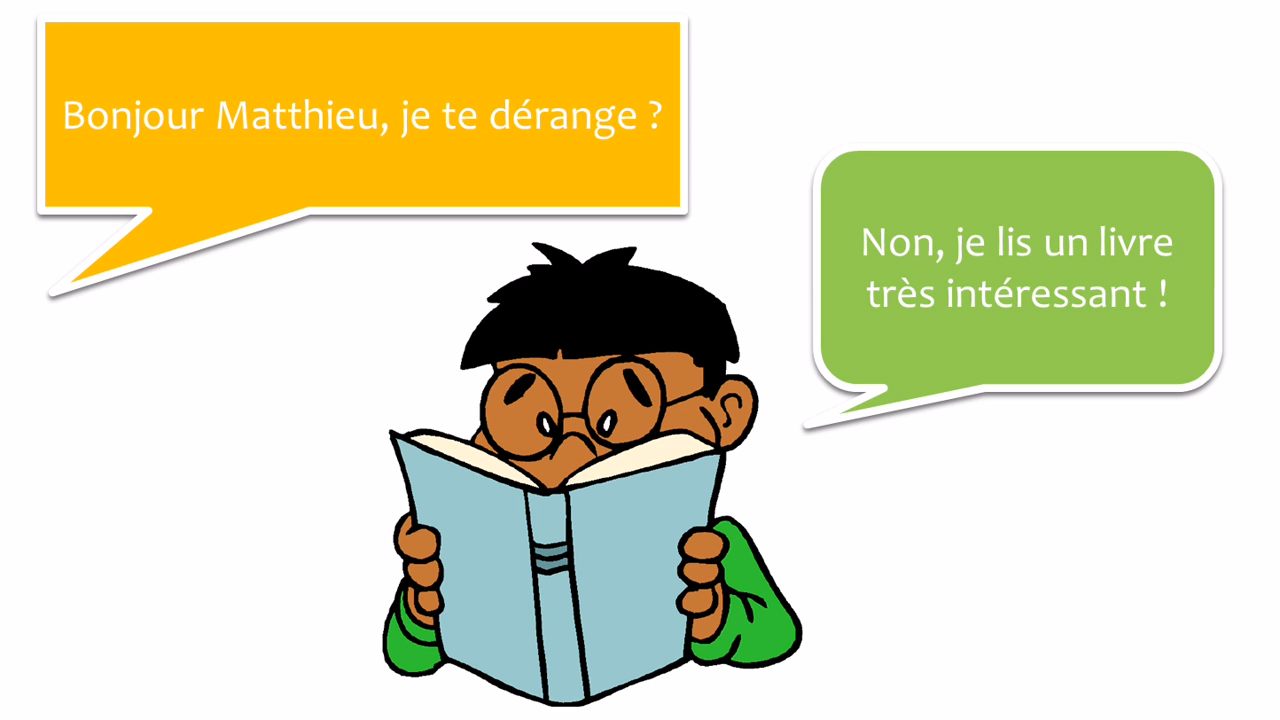 Bonjour Matthieu, je te dérange ?
Non, je lis un livre
très intéressant !